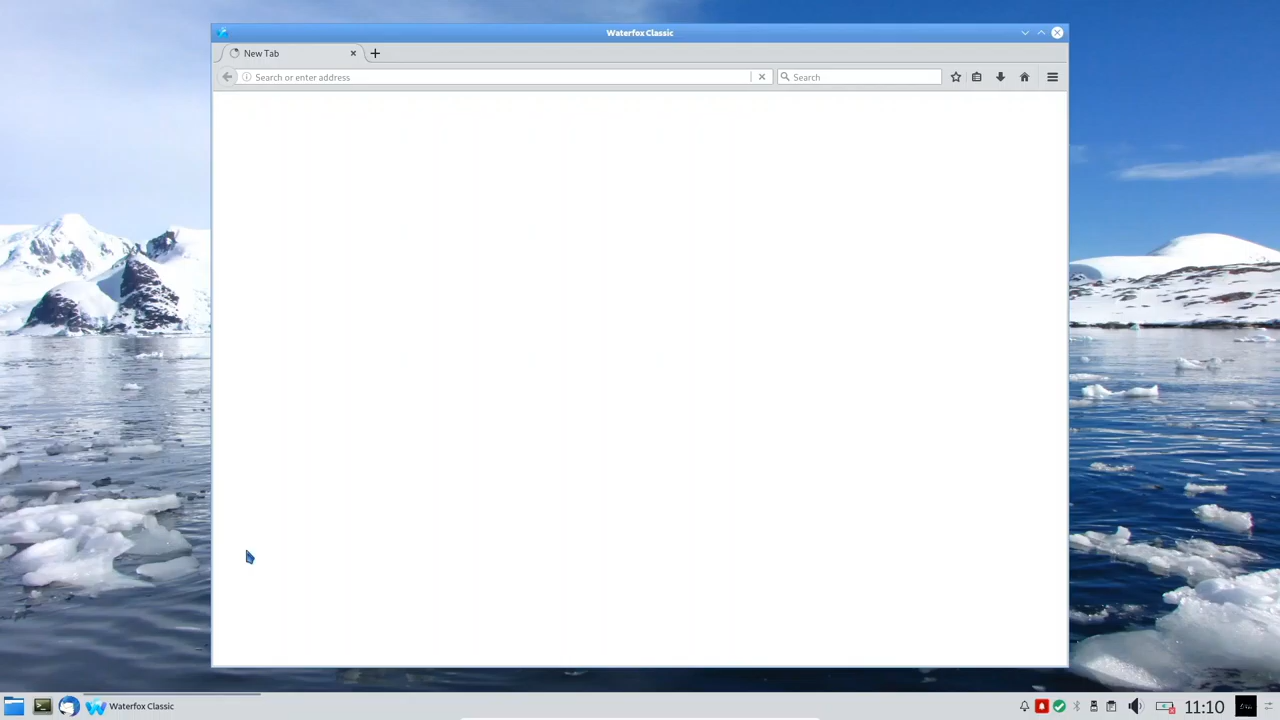 Waterfox Classic
New Tab
Search or enter address
Search
Waterfox Classic
11:10